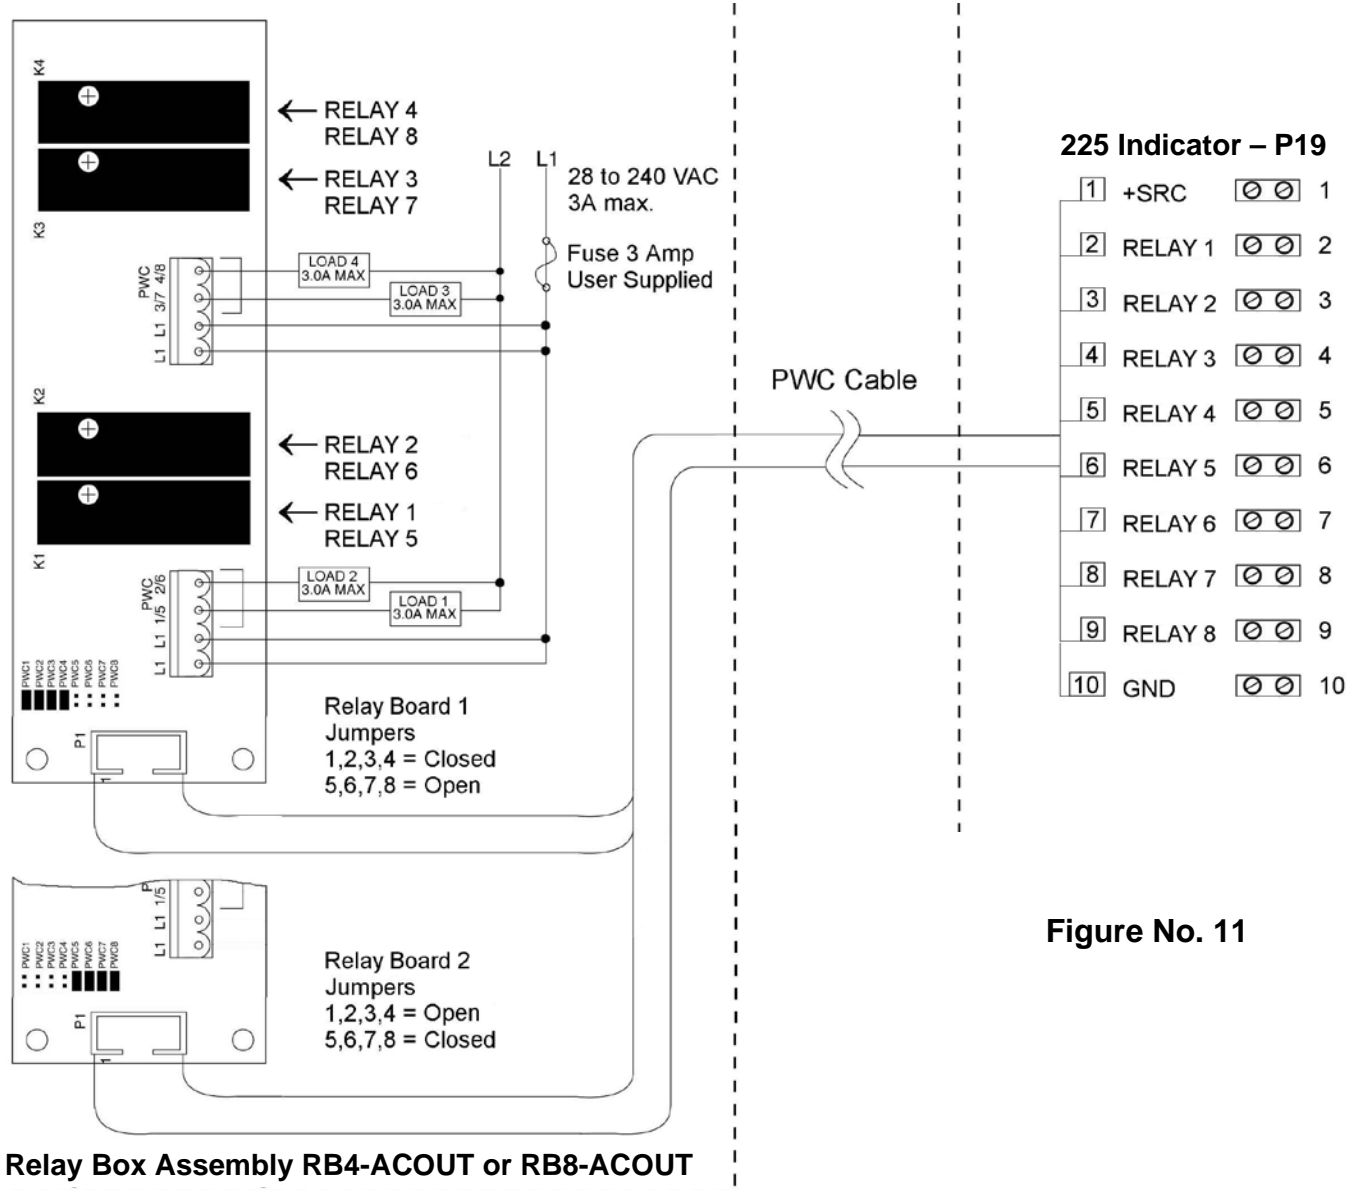 K4
RELAY 4
RELAY 8
RELAY 3
RELAY 7
K3
L2 L1
28 to 240 VAC
3A max.
Fuse 3 Amp
User Supplied
PWC
4/8
3/7
L1
L1
LOAD 4
3.0A MAX
LOAD 3
3.0A MAX
K2
RELAY 2
RELAY 6
RELAY 1
RELAY 5
K1
PWC
2/6
1/5
L1
L1
LOAD 2
3.0A MAX
LOAD 1
3.0A MAX
PWC1
PWC2
PWC3
PWC4
PWC5
PWC6
PWC7
PWC8
P1
1
Relay Board 1
Jumpers
1,2,3,4 = Closed
5,6,7,8 = Open
P
1/5
L1
L1
PWC1
PWC2
PWC3
PWC4
PWC5
PWC6
PWC7
PWC8
P1
1
Relay Board 2
Jumpers
1,2,3,4 = Open
5,6,7,8 = Closed
Relay Box Assembly RB4-ACOUT or RB8-ACOUT
PWC Cable
225 Indicator – P19
1 +SRC 1
2 RELAY 1 2
3 RELAY 2 3
4 RELAY 3 4
5 RELAY 4 5
6 RELAY 5 6
7 RELAY 6 7
8 RELAY 7 8
9 RELAY 8 9
10 GND 10
Figure No. 11